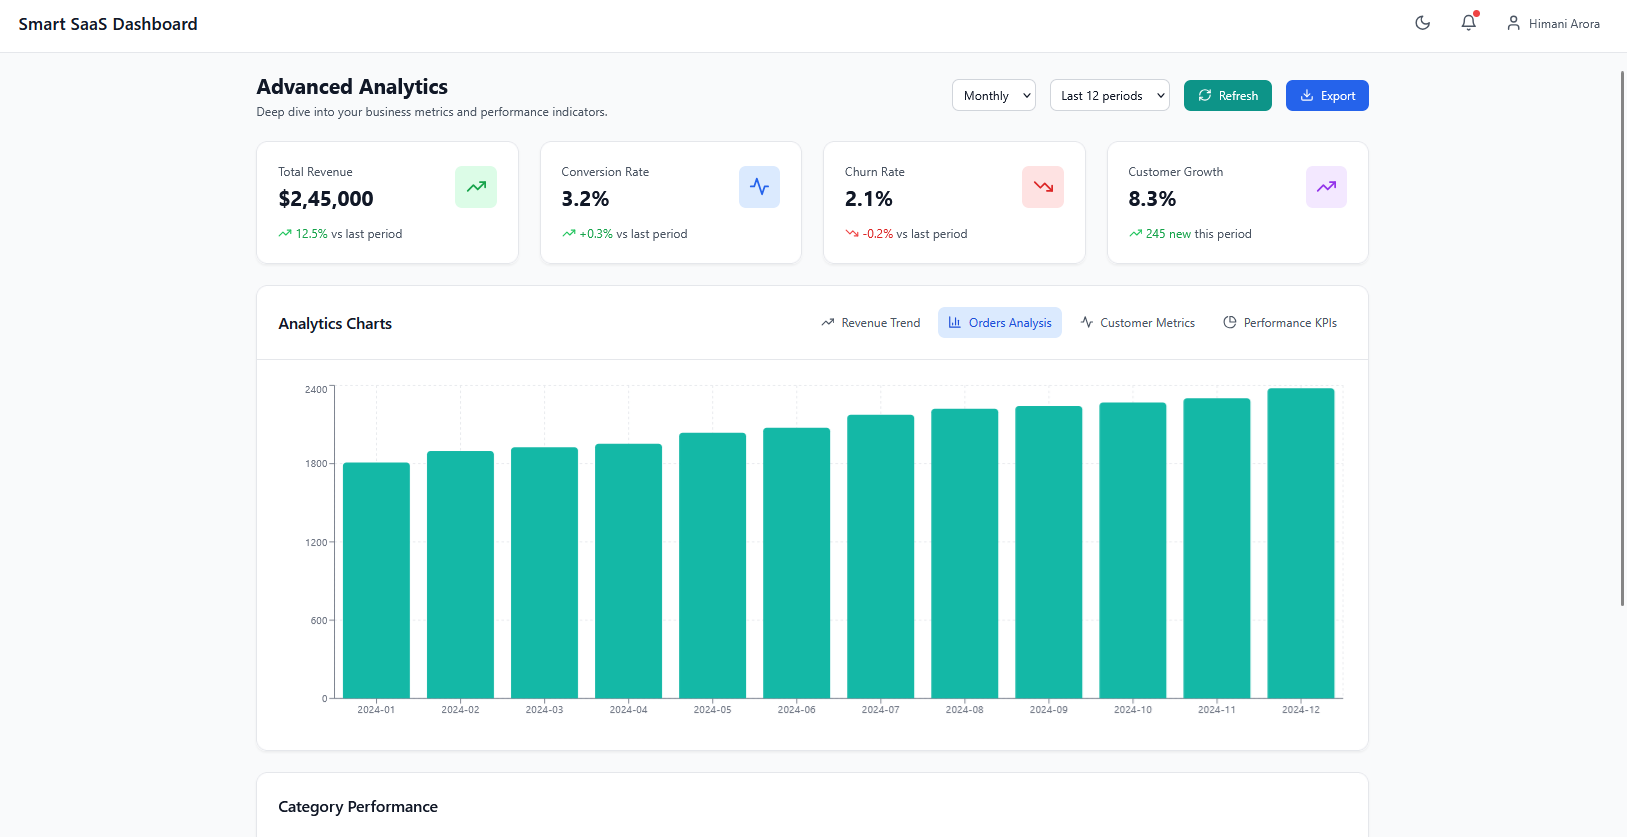 Smart SaaS Dashboard
Himani Arora
Advanced Analytics
Deep dive into your business metrics and performance indicators.
Monthly
Last 12 periods
Refresh
Export
Total Revenue
$2,45,000
12.5% vs last period
Conversion Rate
3.2%
+0.3% vs last period
Churn Rate
2.1%
-0.2% vs last period
Customer Growth
8.3%
245 new this period
Analytics Charts
Revenue Trend
Orders Analysis
Customer Metrics
Performance KPIs
2400
1800
1200
600
0
2024-01 2024-02 2024-03 2024-04 2024-05 2024-06 2024-07 2024-08 2024-09 2024-10 2024-11 2024-12
Category Performance